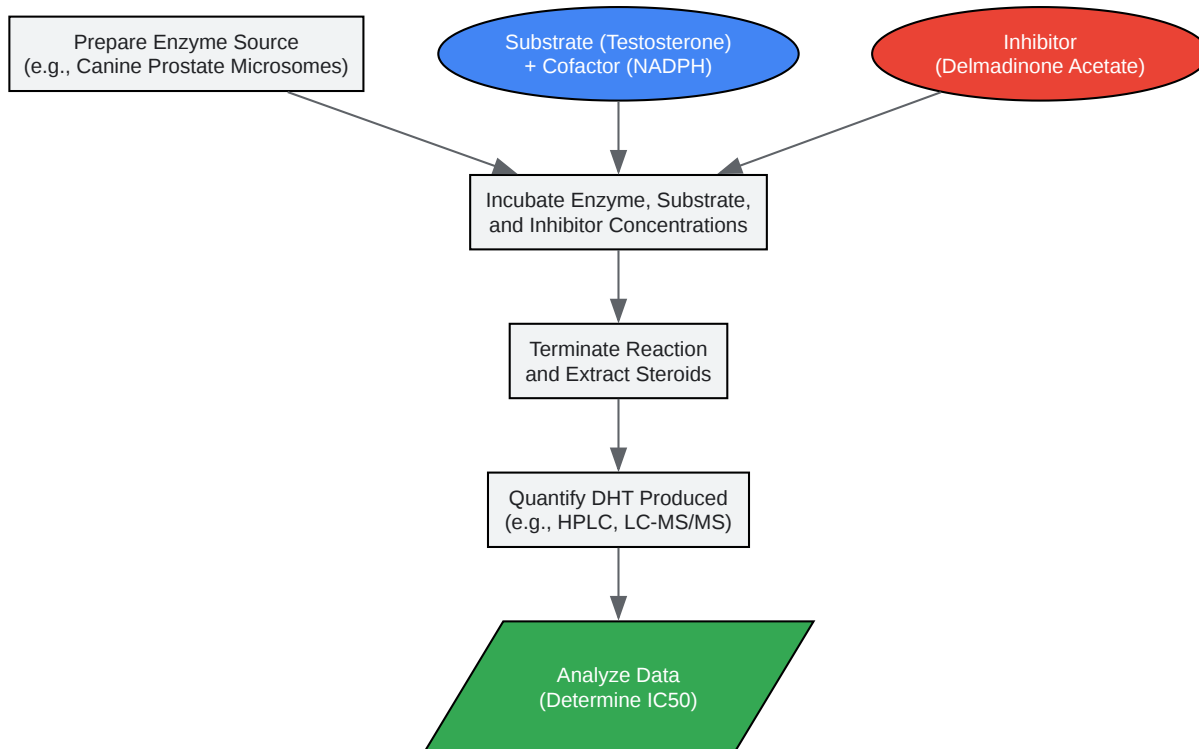 Prepare Enzyme Source
(e.g., Canine Prostate Microsomes)
Substrate (Testosterone)
+ Cofactor (NADPH)
Inhibitor
(Delmadinone Acetate)
Incubate Enzyme, Substrate,
and Inhibitor Concentrations
Terminate Reaction
and Extract Steroids
Quantify DHT Produced
(e.g., HPLC, LC-MS/MS)
Analyze Data
(Determine IC50)